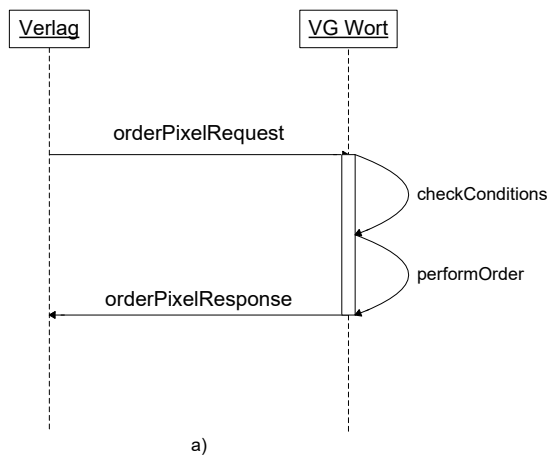 Verlag
VG Wort
orderPixelRequest
checkConditions
performOrder
orderPixelResponse
a)